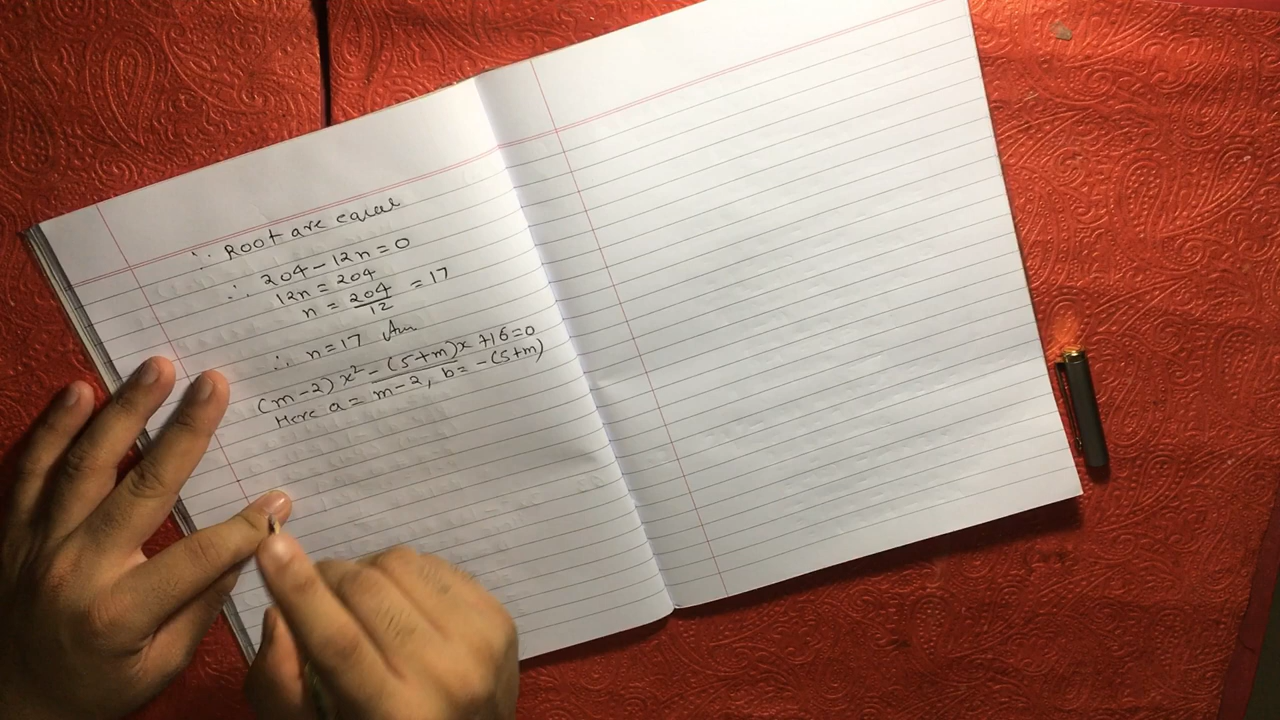 ∵ Root are equal
∴ 204 - 12n = 0
12n = 204
n = 204/12 = 17
∴ n = 17 Ans
(m-2)x² - (5+m)x + 16 = 0
Here a = m-2, b = -(5+m)